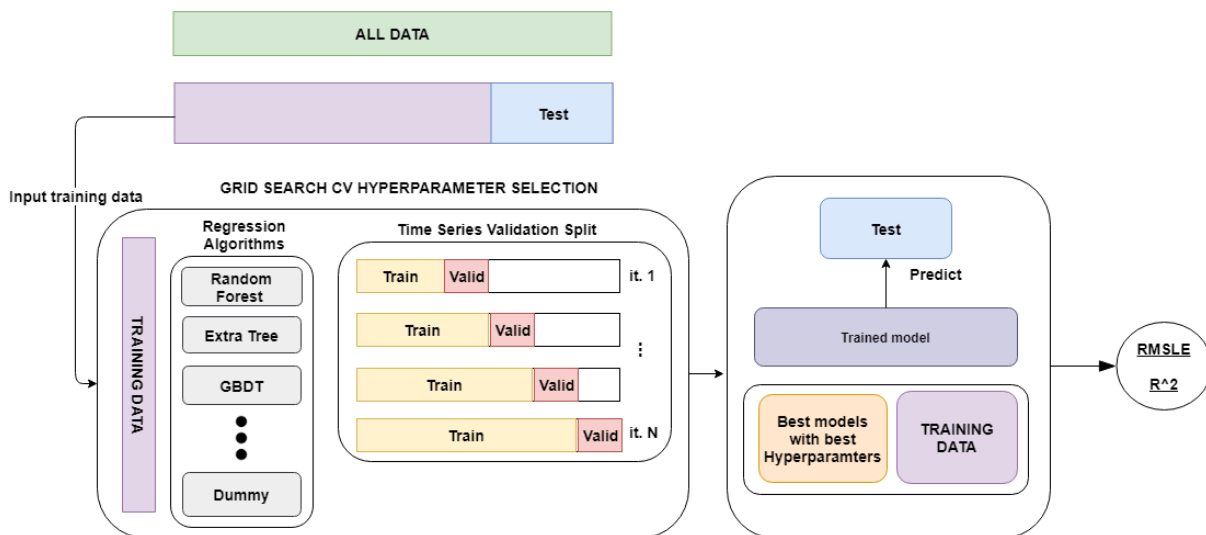 ALL DATA
Test
Input training data
GRID SEARCH CV HYPERPARAMETER SELECTION
TRAINING DATA
Regression
Algorithms
Random
Forest
Extra Tree
GBDT
Dummy
Time Series Validation Split
Train Valid it. 1
Train Valid
Train Valid
Train Valid it. N
Test
Predict
Trained model
Best models
with best
Hyperparamters
TRAINING
DATA
RMSLE
R^2